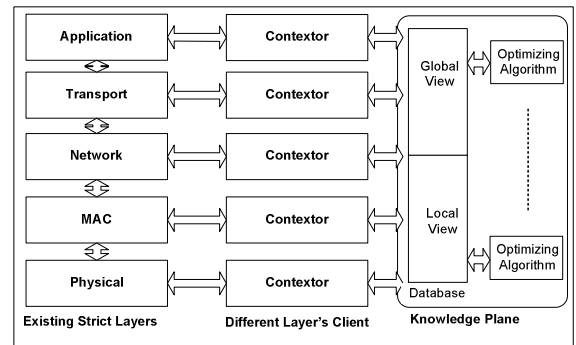 Application
Contextor
Transport
Contextor
Network
Contextor
MAC
Contextor
Physical
Contextor
Existing Strict Layers
Different Layer's Client
Global
View
Local
View
Database
Optimizing
Algorithm
Optimizing
Algorithm
Knowledge Plane